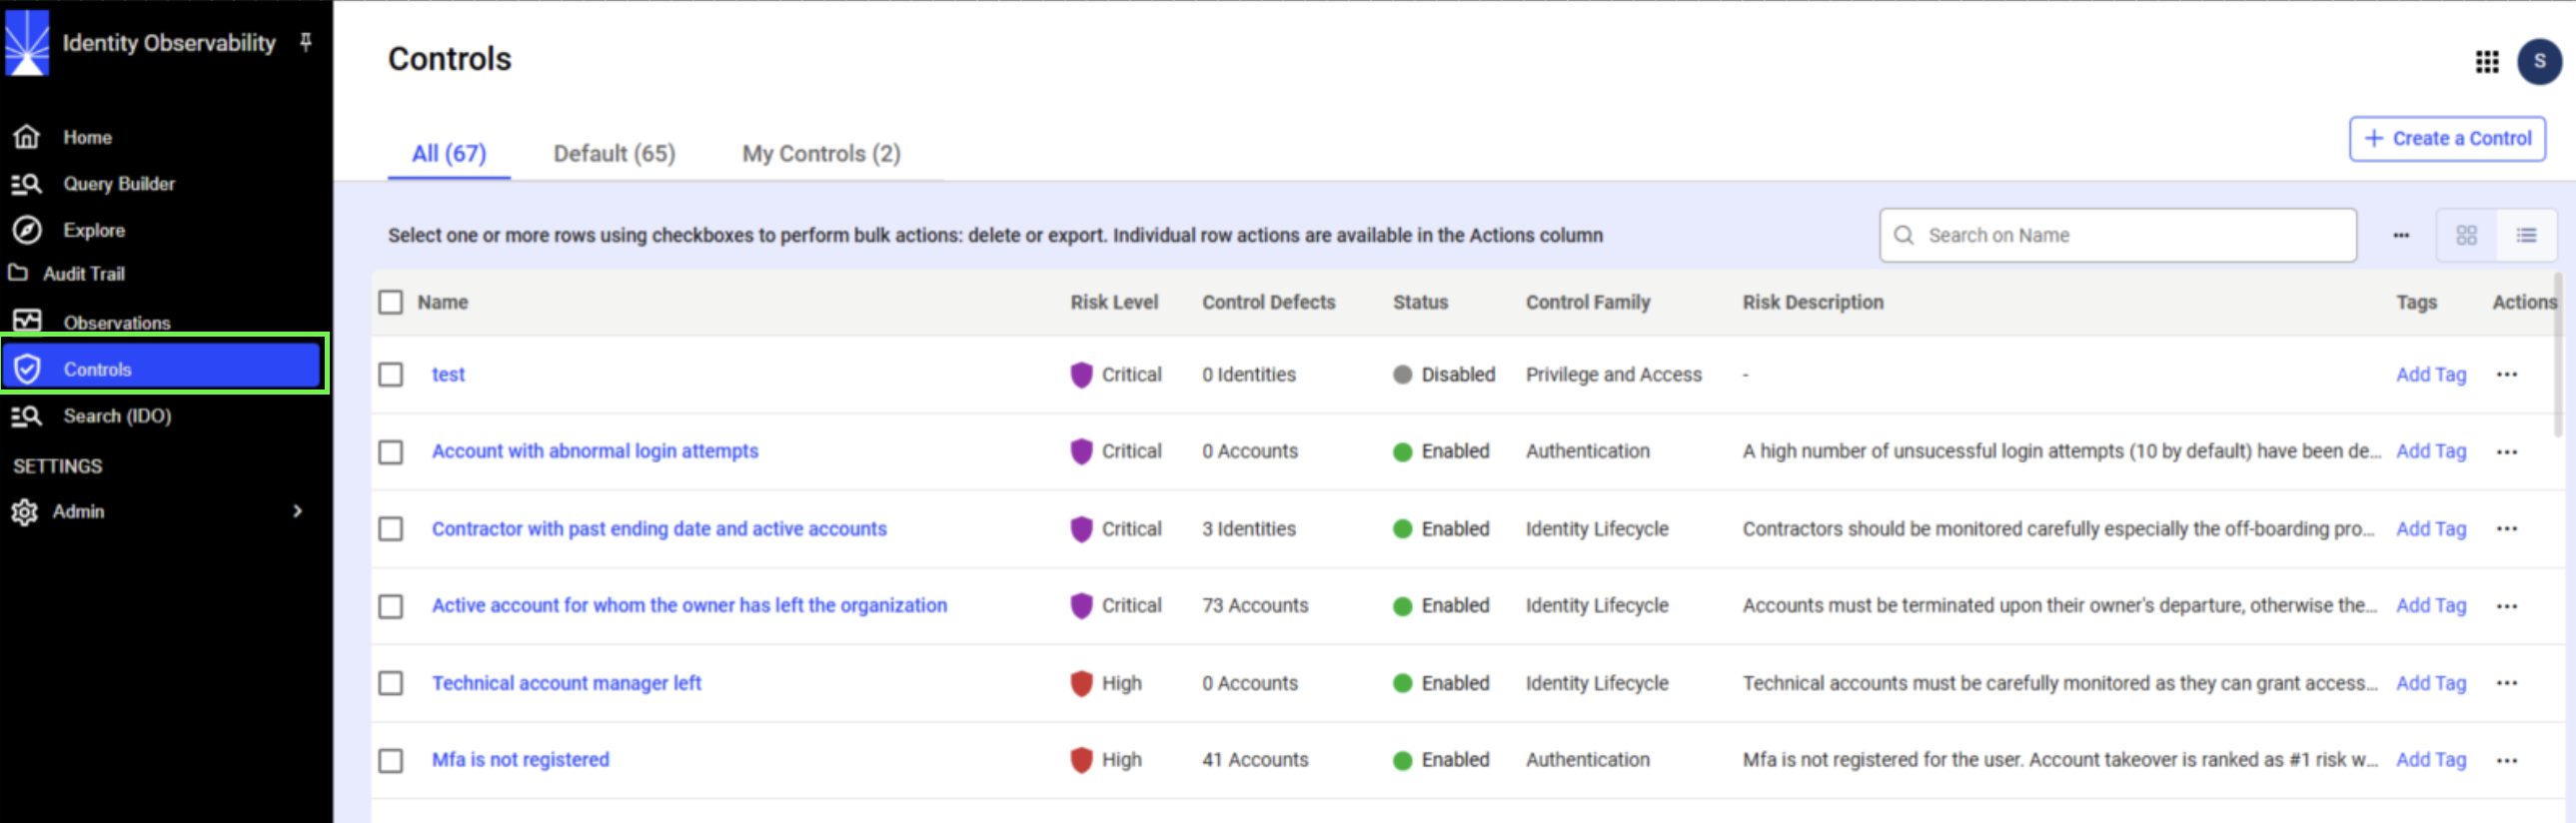 Identity Observability
Home
Query Builder
Explore
Audit Trail
Observations
Controls
Search (IDO)
SETTINGS
Admin
Controls
S
All (67) Default (65) My Controls (2)
+ Create a Control
Select one or more rows using checkboxes to perform bulk actions: delete or export. Individual row actions are available in the Actions column
Search on Name
Name Risk Level Control Defects Status Control Family Risk Description Tags Actions
test Critical 0 Identities Disabled Privilege and Access - Add Tag ...
Account with abnormal login attempts Critical 0 Accounts Enabled Authentication A high number of unsucessful login attempts (10 by default) have been de... Add Tag ...
Contractor with past ending date and active accounts Critical 3 Identities Enabled Identity Lifecycle Contractors should be monitored carefully especially the off-boarding pro... Add Tag ...
Active account for whom the owner has left the organization Critical 73 Accounts Enabled Identity Lifecycle Accounts must be terminated upon their owner's departure, otherwise the... Add Tag ...
Technical account manager left High 0 Accounts Enabled Identity Lifecycle Technical accounts must be carefully monitored as they can grant access... Add Tag ...
Mfa is not registered High 41 Accounts Enabled Authentication Mfa is not registered for the user. Account takeover is ranked as #1 risk w... Add Tag ...